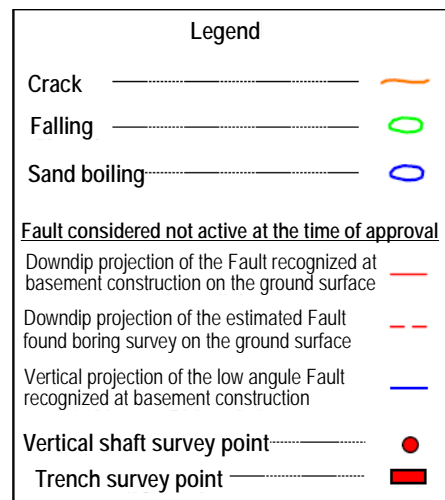 Legend
Crack
Falling
Sand boiling
Fault considered not active at the time of approval
Downdip projection of the Fault recognized at
basement construction on the ground surface
Downdip projection of the estimated Fault
found boring survey on the ground surface
Vertical projection of the low angule Fault
recognized at basement construction
Vertical shaft survey point
Trench survey point